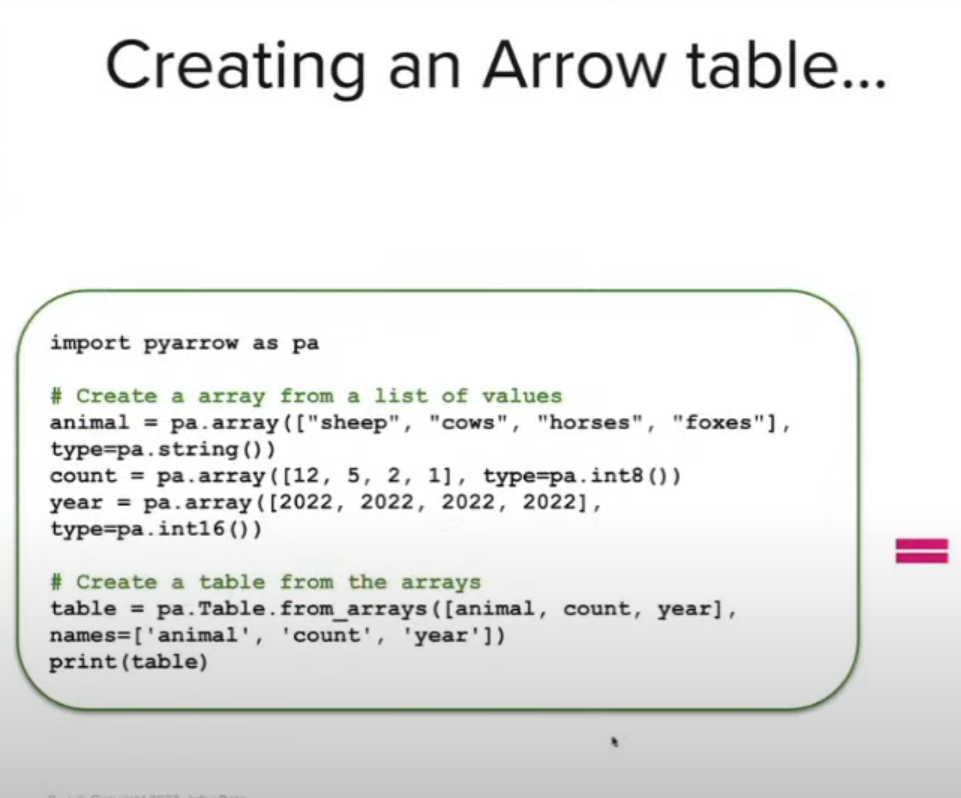 Creating an Arrow table...
import pyarrow as pa
# Create a array from a list of values
animal = pa.array(["sheep", "cows", "horses", "foxes"],
type=pa.string())
count = pa.array([12, 5, 2, 1], type=pa.int8())
year = pa.array([2022, 2022, 2022, 2022],
type=pa.int16())
# Create a table from the arrays
table = pa.Table.from_arrays([animal, count, year],
names=['animal', 'count', 'year'])
print(table)